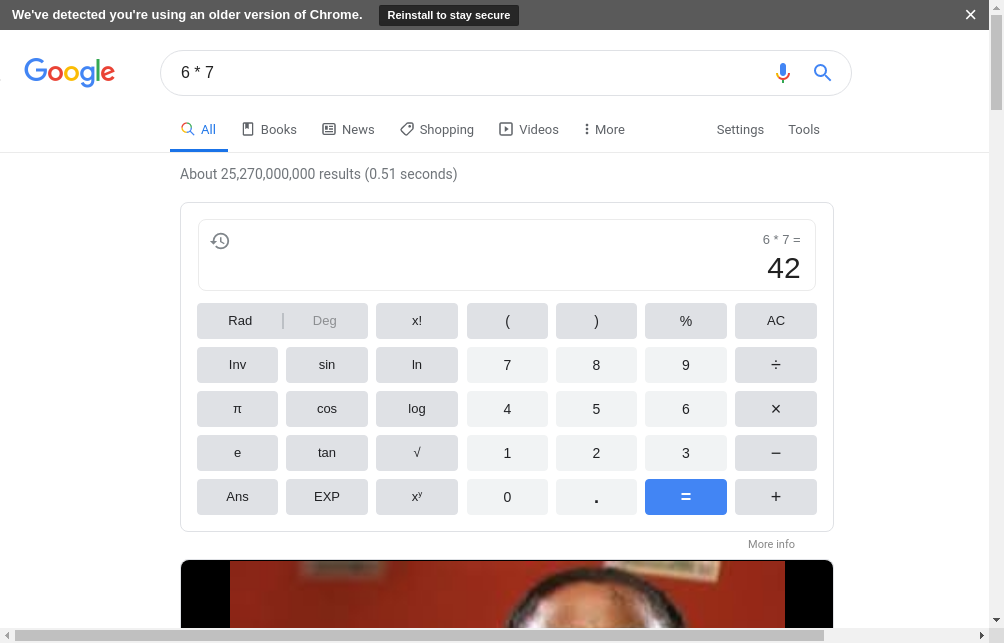 We've detected you're using an older version of Chrome. Reinstall to stay secure
Google
6 * 7
All Books News Shopping Videos More Settings Tools
About 25,270,000,000 results (0.51 seconds)
6 * 7 =
42
Rad Deg x! ( ) % AC
Inv sin ln 7 8 9 ÷
π cos log 4 5 6 ×
e tan √ 1 2 3 −
Ans EXP xʸ 0 . = +
More info